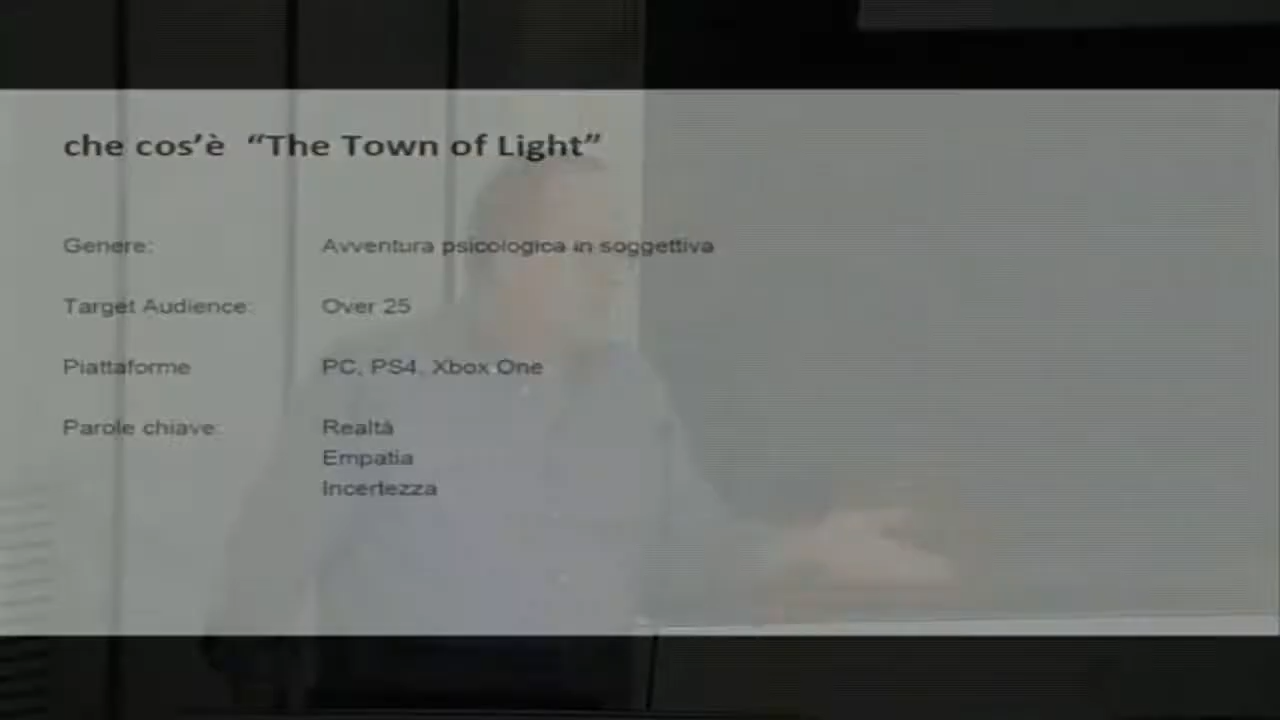 che cos'è “The Town of Light”
Genere: Avventura psicologica in soggettiva
Target Audience: Over 25
Piattaforme PC, PS4, Xbox One
Parole chiave: Realtà
Empatia
Incertezza